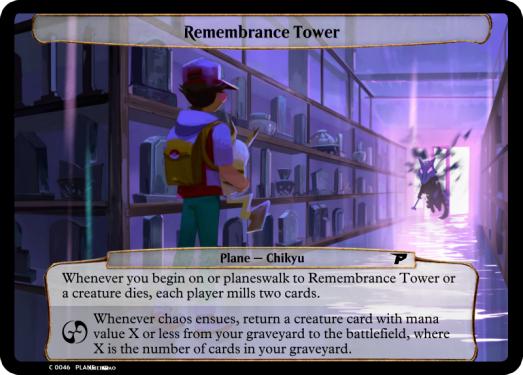 Remembrance Tower
Plane — Chikyu
Whenever you begin on or planeswalk to Remembrance Tower or
a creature dies, each player mills two cards.
Whenever chaos ensues, return a creature card with mana
value X or less from your graveyard to the battlefield, where
X is the number of cards in your graveyard.
C 0046